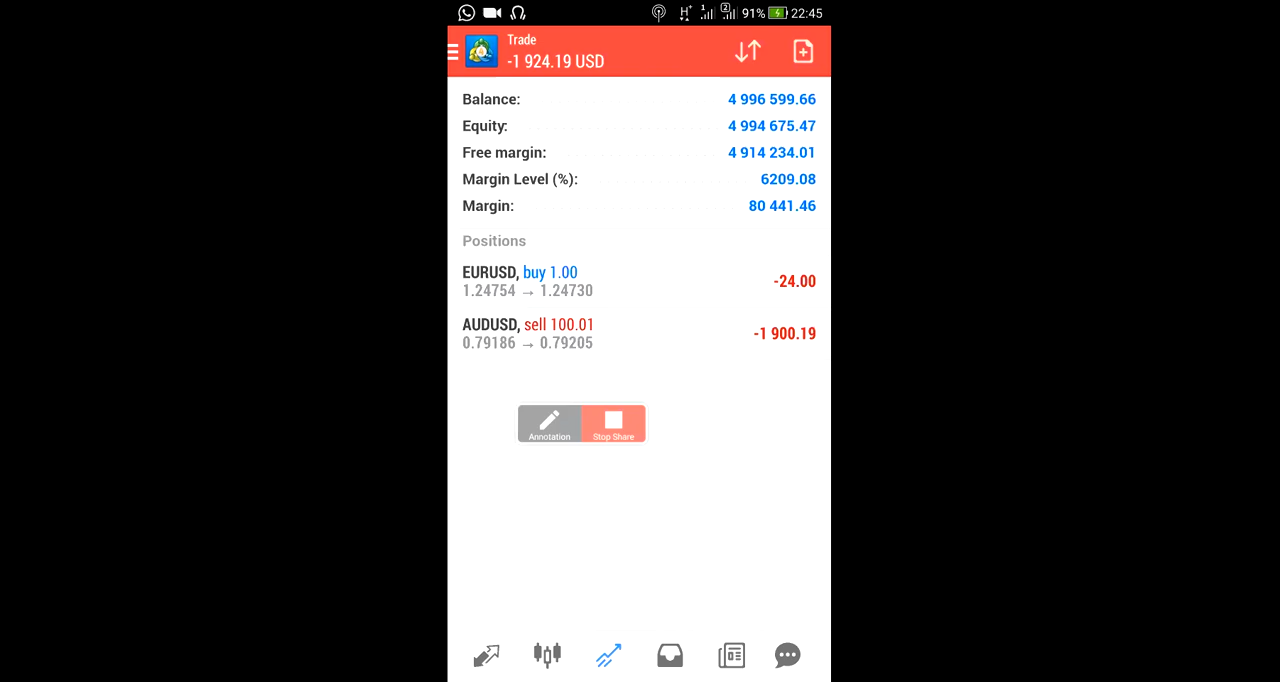 1 2 91% 22:45
Trade
-1 924.19 USD
Balance: 4 996 599.66
Equity: 4 994 675.47
Free margin: 4 914 234.01
Margin Level (%): 6209.08
Margin: 80 441.46
Positions
EURUSD, buy 1.00
1.24754 → 1.24730 -24.00
AUDUSD, sell 100.01
0.79186 → 0.79205 -1 900.19
Annotation Stop Share